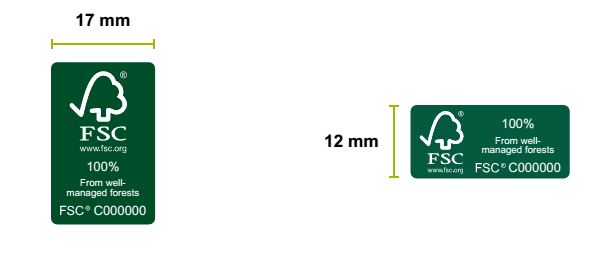 17 mm
®
FSC
www.fsc.org
100%
From well-
managed forests
FSC® C000000
12 mm
®
FSC
www.fsc.org
100%
From well-
managed forests
FSC® C000000